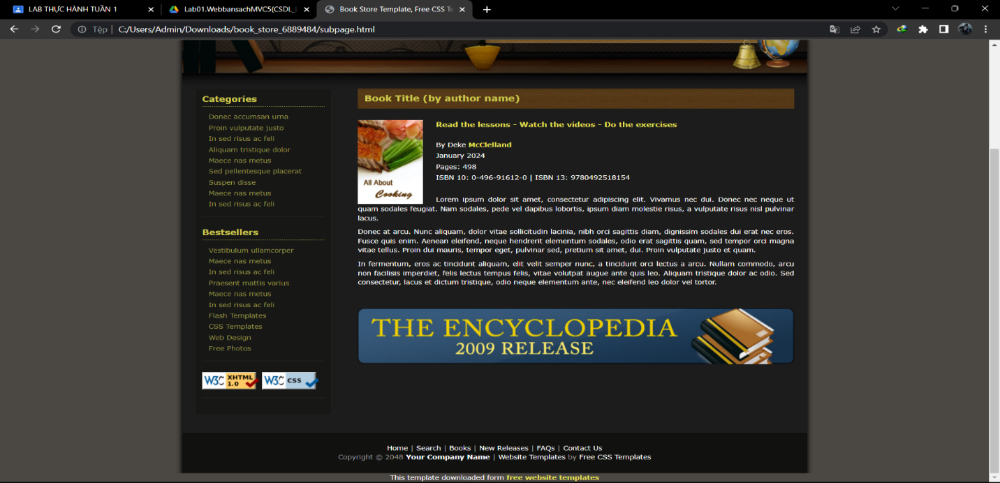 LAB THỰC HÀNH TUẦN 1
Lab01.WebbansachMVC5(CSDL_
Book Store Template, Free CSS Te
Tệp | C:/Users/Admin/Downloads/book_store_6889484/subpage.html
Categories
Donec accumsan urna
Proin vulputate justo
In sed risus ac feli
Aliquam tristique dolor
Maece nas metus
Sed pellentesque placerat
Suspen disse
Maece nas metus
In sed risus ac feli
Bestsellers
Vestibulum ullamcorper
Maece nas metus
In sed risus ac feli
Praesent mattis varius
Maece nas metus
In sed risus ac feli
Flash Templates
CSS Templates
Web Design
Free Photos
W3C XHTML 1.0
W3C CSS
Book Title (by author name)
All About
Cooking
Read the lessons - Watch the videos - Do the exercises
By Deke McClelland
January 2024
Pages: 498
ISBN 10: 0-496-91612-0 | ISBN 13: 9780492518154
Lorem ipsum dolor sit amet, consectetur adipiscing elit. Vivamus nec dui. Donec nec neque ut
quam sodales feugiat. Nam sodales, pede vel dapibus lobortis, ipsum diam molestie risus, a vulputate risus nisl pulvinar
lacus.
Donec at arcu. Nunc aliquam, dolor vitae sollicitudin lacinia, nibh orci sagittis diam, dignissim sodales dui erat nec eros.
Fusce quis enim. Aenean eleifend, neque hendrerit elementum sodales, odio erat sagittis quam, sed tempor orci magna
vitae tellus. Proin dui mauris, tempor eget, pulvinar sed, pretium sit amet, dui. Proin vulputate justo et quam.
In fermentum, eros ac tincidunt aliquam, elit velit semper nunc, a tincidunt orci lectus a arcu. Nullam commodo, arcu
non facilisis imperdiet, felis lectus tempus felis, vitae volutpat augue ante quis leo. Aliquam tristique dolor ac odio. Sed
consectetur, lacus et dictum tristique, odio neque elementum ante, nec eleifend leo dolor vel tortor.
THE ENCYCLOPEDIA
2009 RELEASE
Home | Search | Books | New Releases | FAQs | Contact Us
Copyright © 2048 Your Company Name | Website Templates by Free CSS Templates
This template downloaded form free website templates